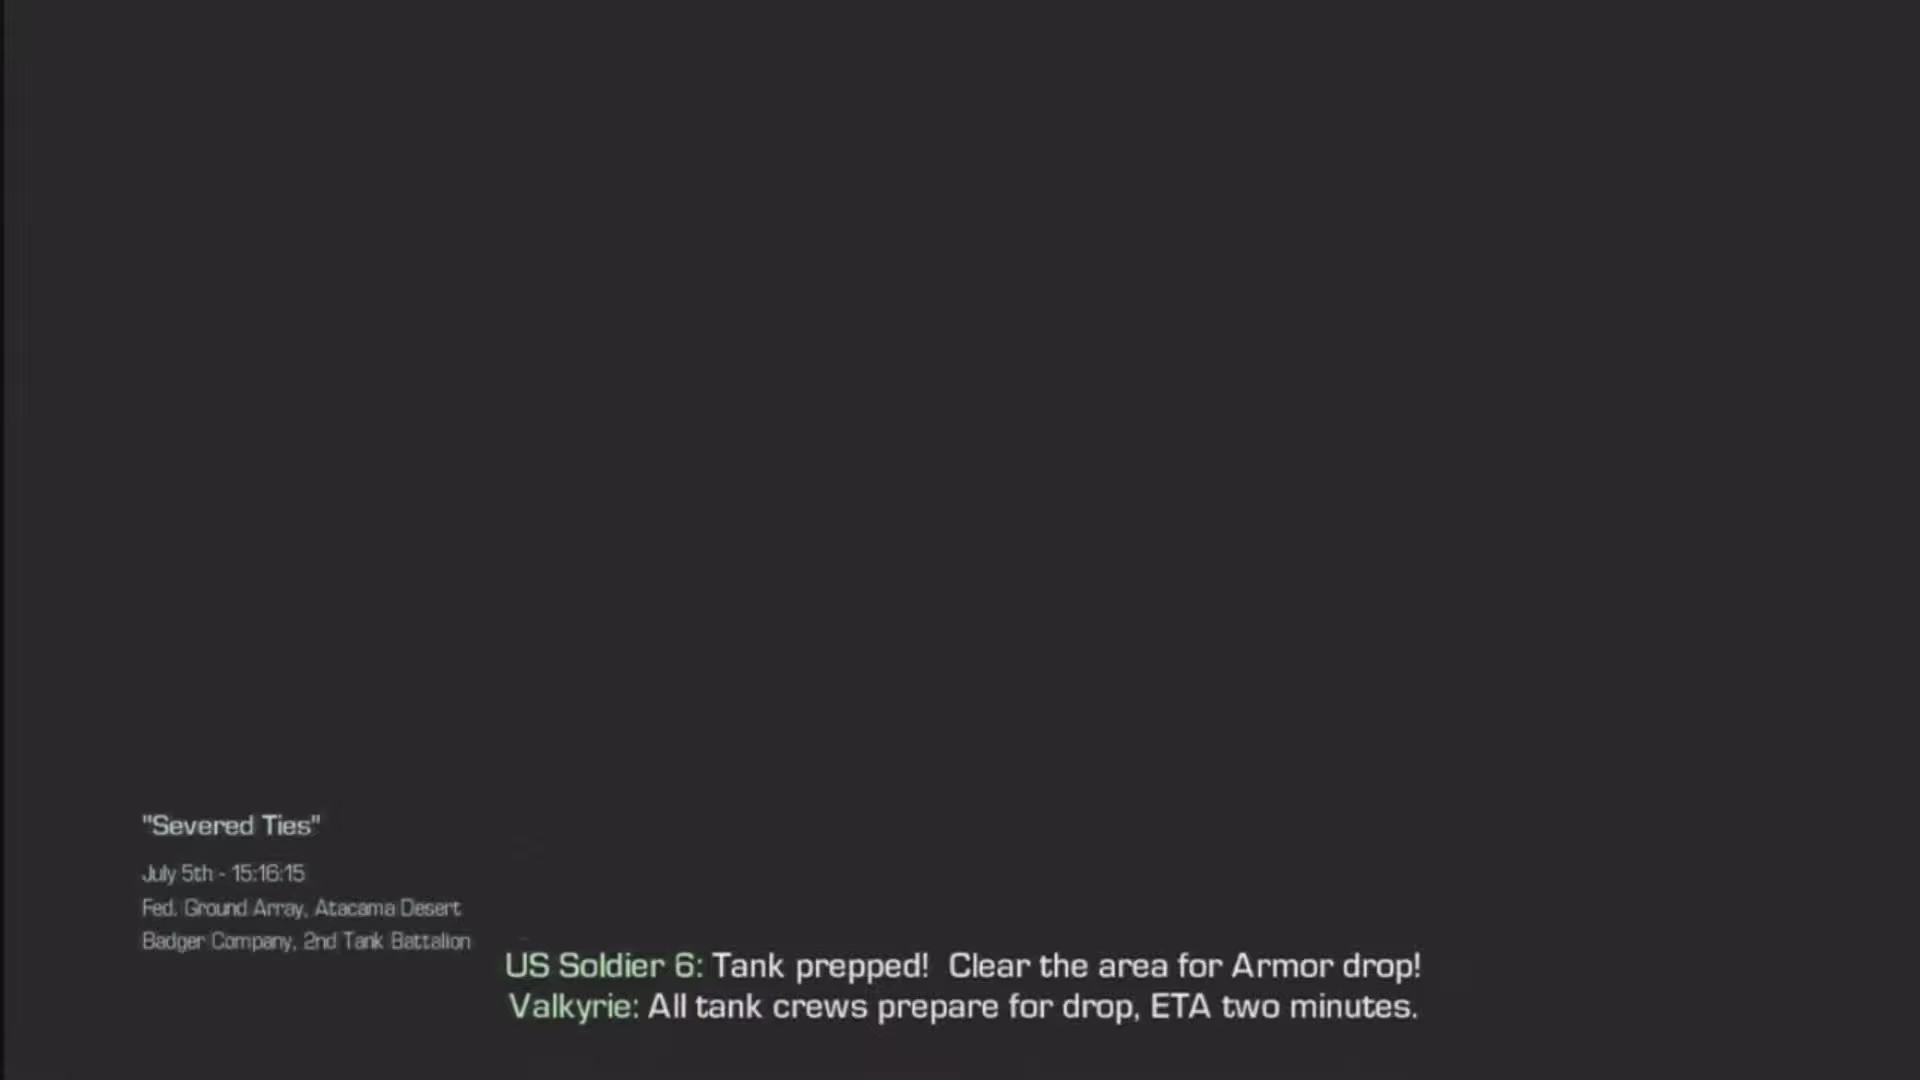 "Severed Ties"
July 5th - 15:16:15
Fed. Ground Array, Atacama Desert
Badger Company, 2nd Tank Battalion
US Soldier 6: Tank prepped!  Clear the area for Armor drop!
Valkyrie: All tank crews prepare for drop, ETA two minutes.